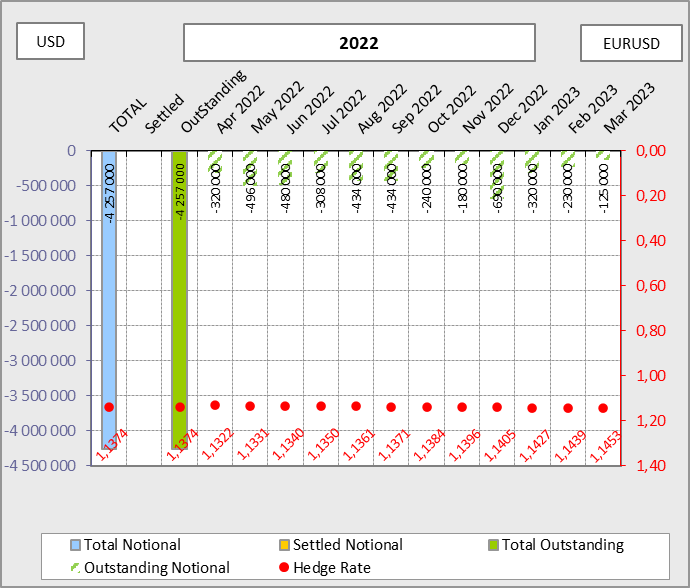 USD
2022
EURUSD
TOTAL
Settled
OutStanding
Apr 2022
May 2022
Jun 2022
Jul 2022
Aug 2022
Sep 2022
Oct 2022
Nov 2022
Dec 2022
Jan 2023
Feb 2023
Mar 2023
0
-500 000
-1 000 000
-1 500 000
-2 000 000
-2 500 000
-3 000 000
-3 500 000
-4 000 000
-4 500 000
-4 257 000
-4 257 000
-320 000
-496 000
-480 000
-308 000
-434 000
-434 000
-240 000
-180 000
-690 000
-320 000
-230 000
-125 000
0,00
0,20
0,40
0,60
0,80
1,00
1,20
1,40
1,1374
1,1374
1,1322
1,1331
1,1340
1,1350
1,1361
1,1371
1,1384
1,1396
1,1405
1,1427
1,1439
1,1453
Total Notional
Settled Notional
Total Outstanding
Outstanding Notional
Hedge Rate